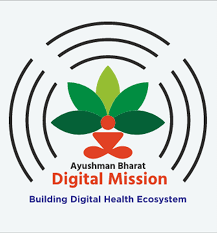 Ayushman Bharat
Digital Mission
Building Digital Health Ecosystem